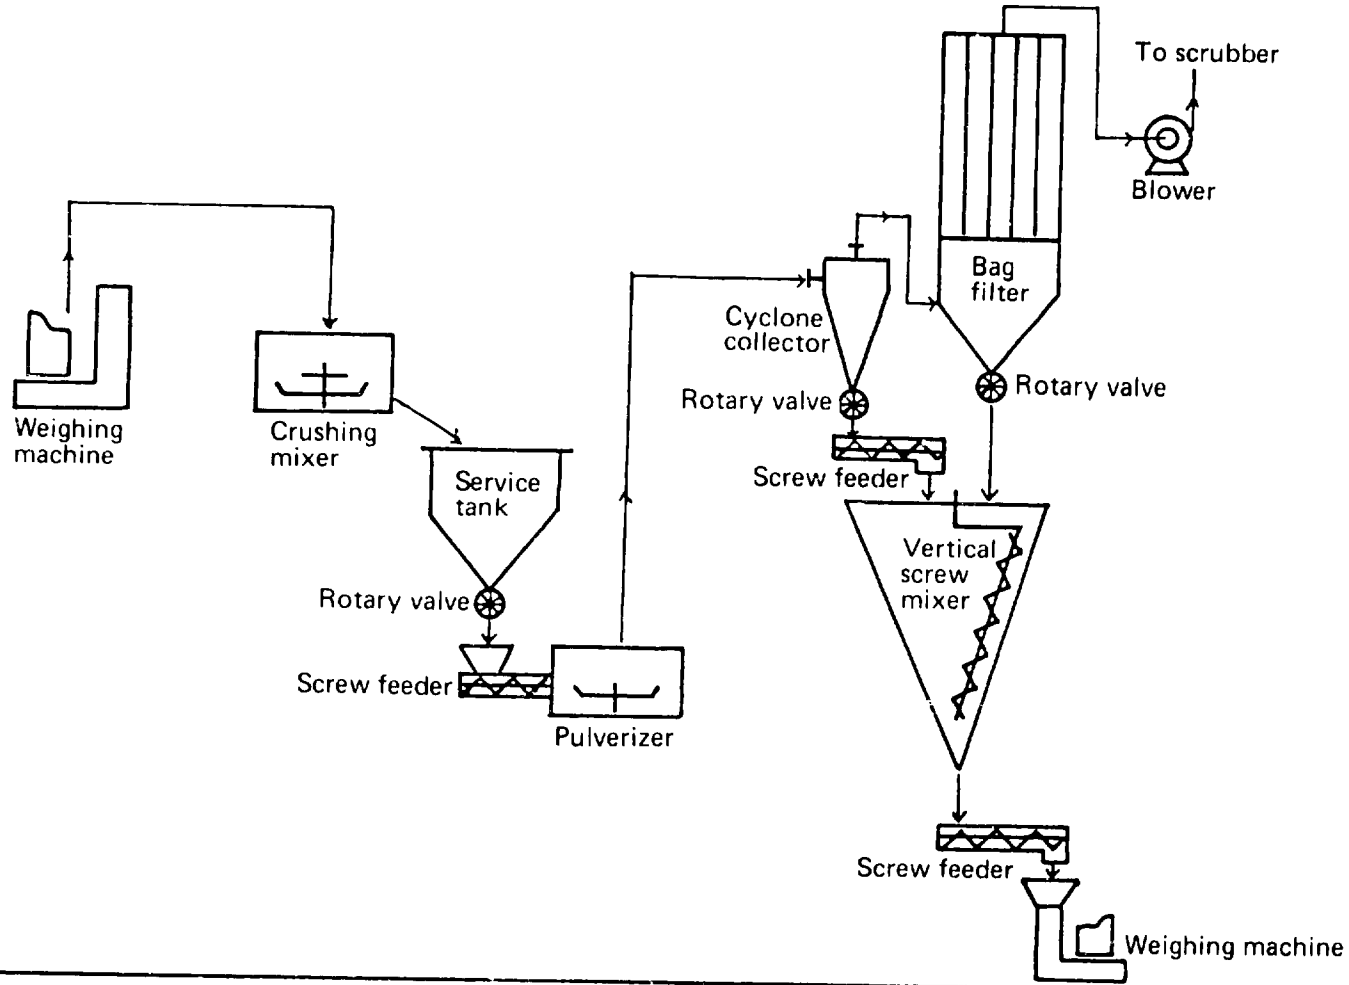 To scrubber
Blower
Bag
filter
Cyclone
collector
Rotary valve
Rotary valve
Weighing
machine
Crushing
mixer
Service
tank
Screw feeder
Vertical
screw
mixer
Rotary valve
Screw feeder
Pulverizer
Screw feeder
Weighing machine